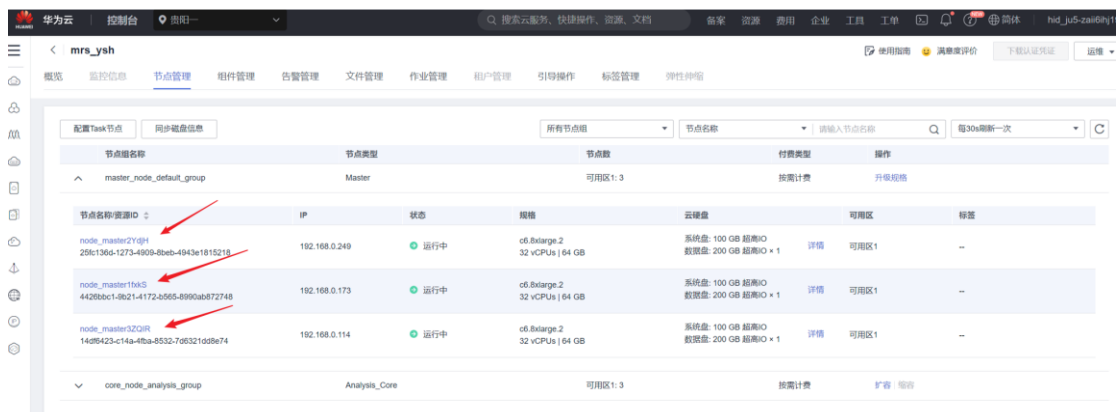 HUAWEI 华为云 控制台 贵阳一 搜索云服务、快捷操作、资源、文档 备案 资源 费用 企业 工具 工单 简体 hid_ju5-zaii6ihj1
mrs_ysh 使用指南 满意度评价 下载认证凭证 运维
概览 监控信息 节点管理 组件管理 告警管理 文件管理 作业管理 租户管理 引导操作 标签管理 弹性伸缩
配置Task节点 同步磁盘信息 所有节点组 节点名称 请输入节点名称 每30s刷新一次
节点组名称 节点类型 节点数 付费类型 操作
master_node_default_group Master 可用区1: 3 按需计费 升级规格
节点名称/资源ID IP 状态 规格 云硬盘 可用区 标签
node_master2YdjH
25fc136d-1273-4909-8beb-4943e1815218 192.168.0.249 运行中 c6.8xlarge.2
32 vCPUs | 64 GB 系统盘: 100 GB 超高IO
数据盘: 200 GB 超高IO × 1 详情 可用区1 --
node_master1fxkS
4426bbc1-9b21-4172-b565-8990ab872748 192.168.0.173 运行中 c6.8xlarge.2
32 vCPUs | 64 GB 系统盘: 100 GB 超高IO
数据盘: 200 GB 超高IO × 1 详情 可用区1 --
node_master3ZQIR
14df6423-c14a-4fba-8532-7d6321dd8e74 192.168.0.114 运行中 c6.8xlarge.2
32 vCPUs | 64 GB 系统盘: 100 GB 超高IO
数据盘: 200 GB 超高IO × 1 详情 可用区1 --
core_node_analysis_group Analysis_Core 可用区1: 3 按需计费 扩容 缩容